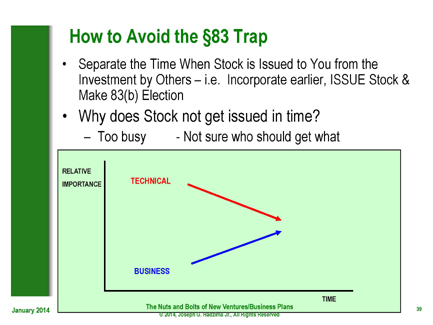 How to Avoid the §83 Trap
• Separate the Time When Stock is Issued to You from the
Investment by Others – i.e. Incorporate earlier, ISSUE Stock &
Make 83(b) Election
• Why does Stock not get issued in time?
– Too busy - Not sure who should get what
RELATIVE
IMPORTANCE
TECHNICAL
BUSINESS
TIME
January 2014
The Nuts and Bolts of New Ventures/Business Plans
© 2014, Joseph G. Hadzima Jr., All Rights Reserved
39